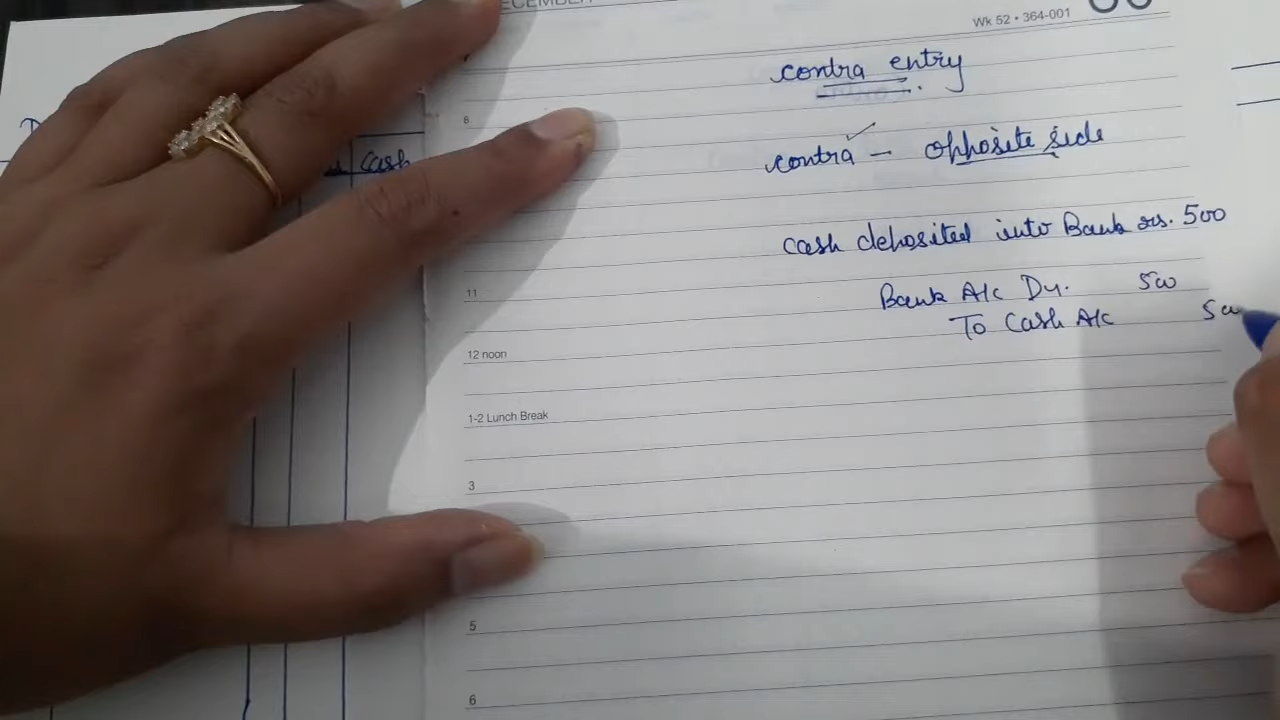 Wk 52 • 364-001
contra entry
8
Cash
contra - opposite side
cash deposited into Bank rs. 500
11
Bank A/c Dr. 500
To Cash A/c
12 noon
1-2 Lunch Break
3
5
6